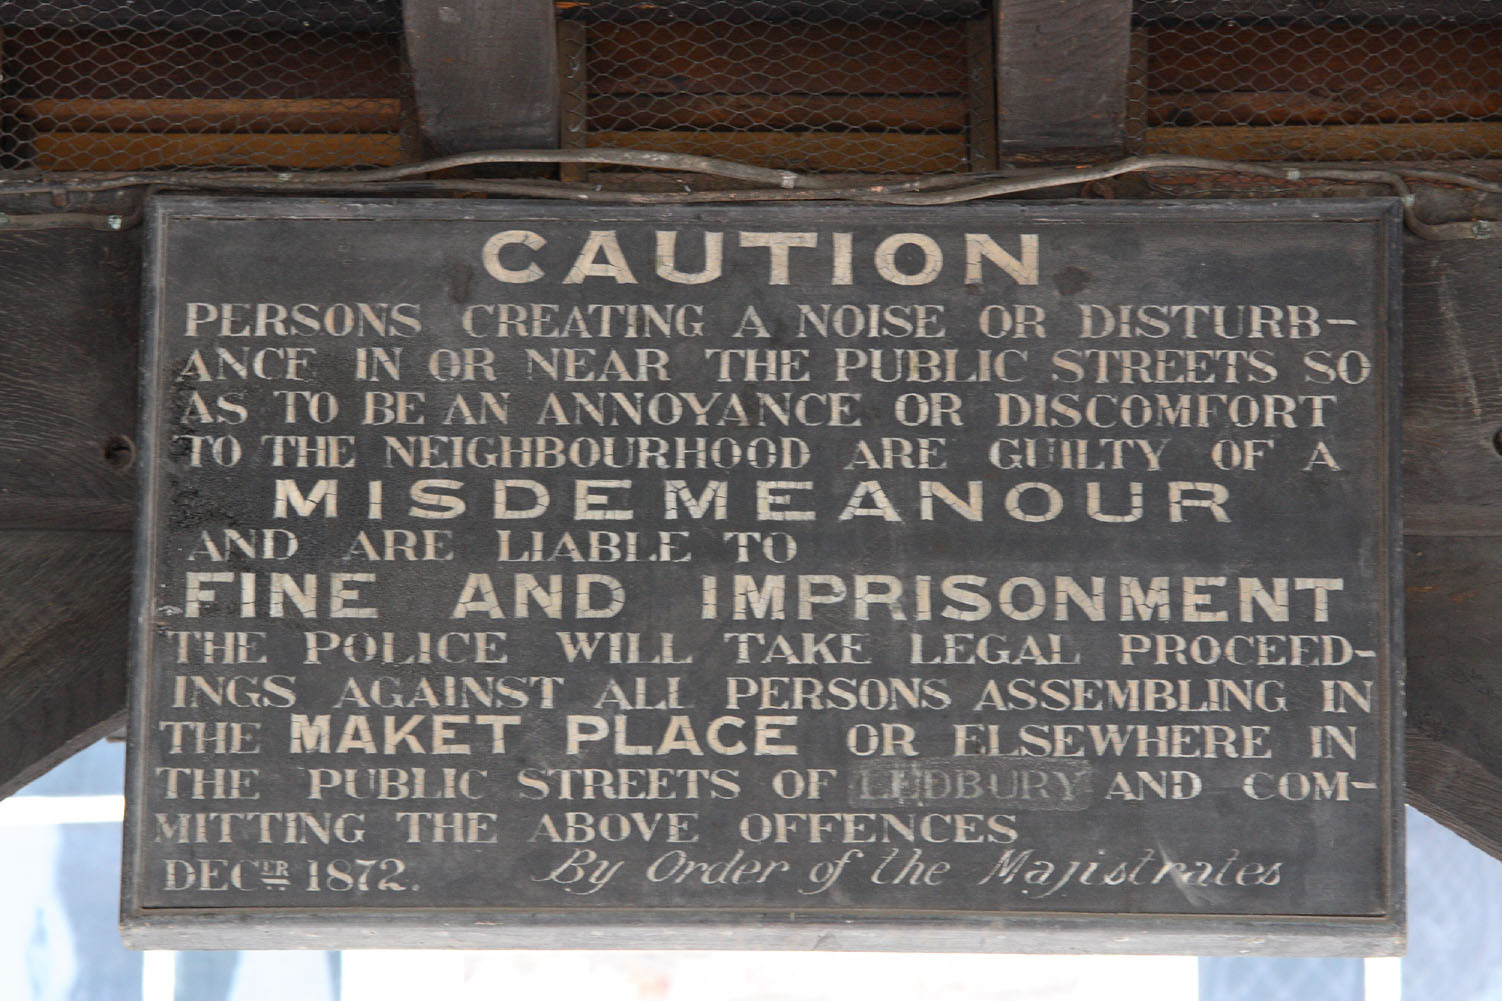 CAUTION
PERSONS CREATING A NOISE OR DISTURB-
ANCE IN OR NEAR THE PUBLIC STREETS SO
AS TO BE AN ANNOYANCE OR DISCOMFORT
TO THE NEIGHBOURHOOD ARE GUILTY OF A
MISDEMEANOUR
AND ARE LIABLE TO
FINE AND IMPRISONMENT
THE POLICE WILL TAKE LEGAL PROCEED-
INGS AGAINST ALL PERSONS ASSEMBLING IN
THE MAKET PLACE OR ELSEWHERE IN
THE PUBLIC STREETS OF LEDBURY AND COM-
MITTING THE ABOVE OFFENCES
DECER 1872. By Order of the Majistrates